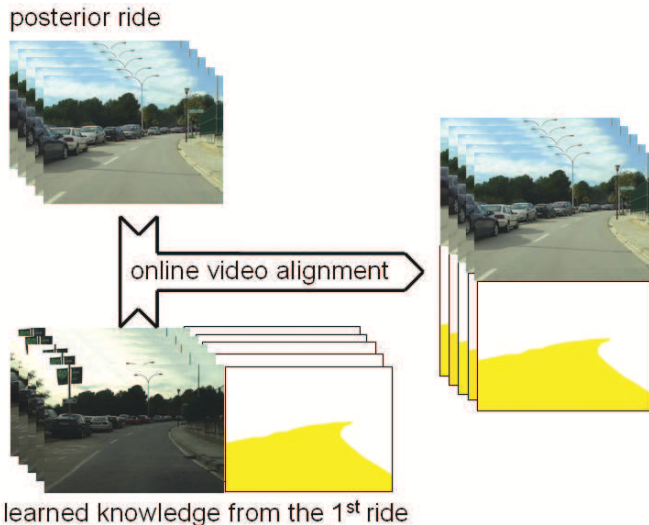 posterior ride
online video alignment
learned knowledge from the 1st ride